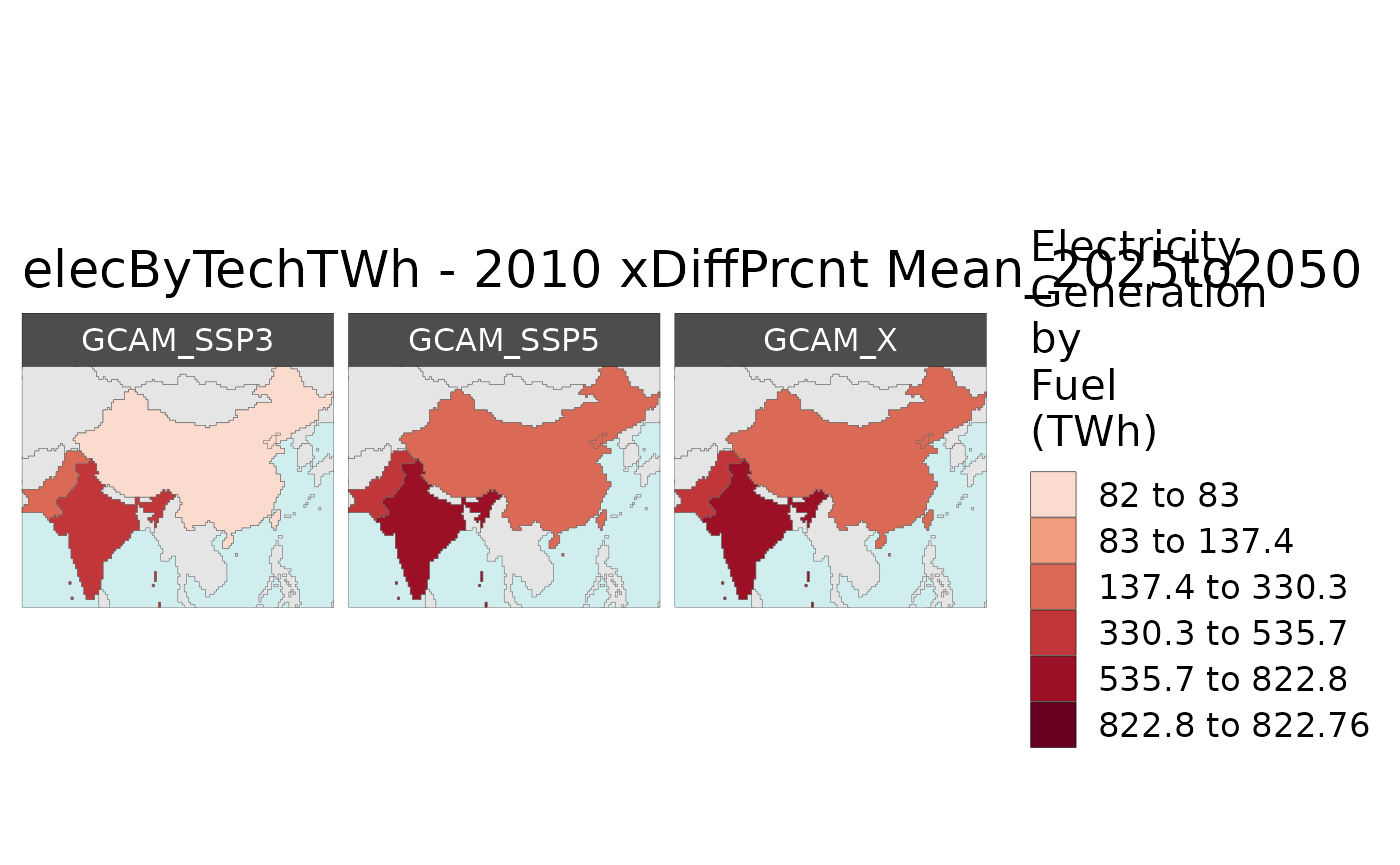 elecByTechTWh - 2010 xDiffPrcnt Mean_2025to2050
GCAM_SSP3
GCAM_SSP5
GCAM_X
Electricity
Generation
by
Fuel
(TWh)
82 to 83
83 to 137.4
137.4 to 330.3
330.3 to 535.7
535.7 to 822.8
822.8 to 822.76